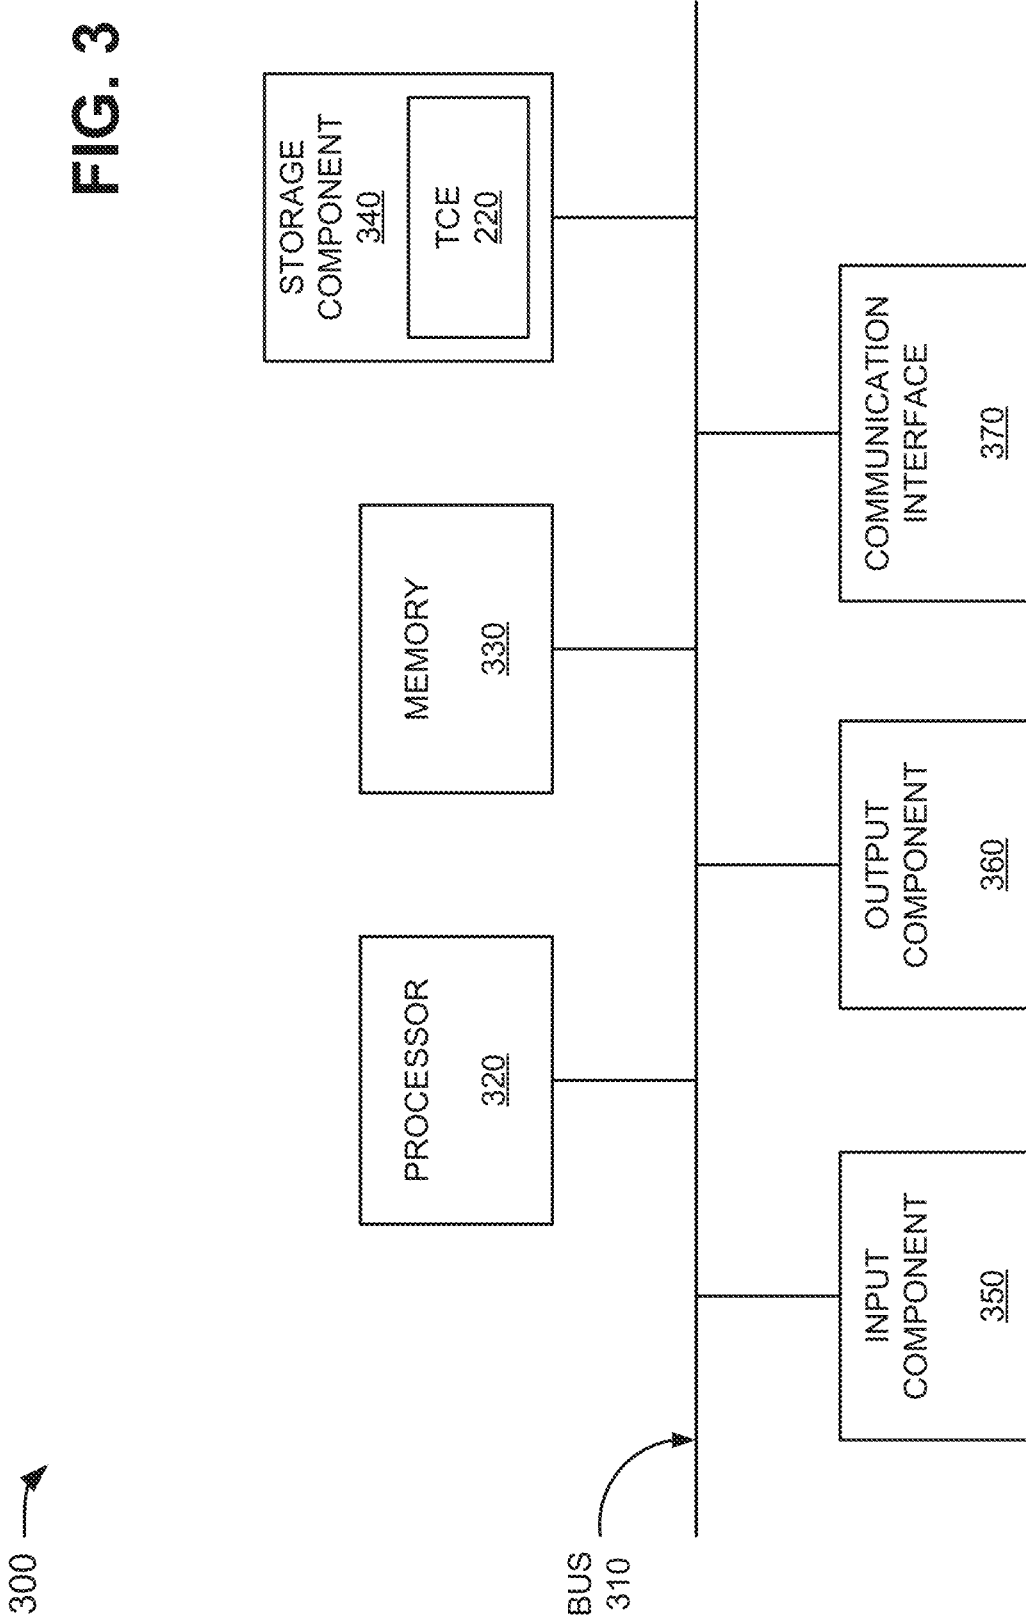 FIG. 3
300
PROCESSOR
320
MEMORY
330
STORAGE
COMPONENT
340
TCE
220
BUS
310
INPUT
COMPONENT
350
OUTPUT
COMPONENT
360
COMMUNICATION
INTERFACE
370